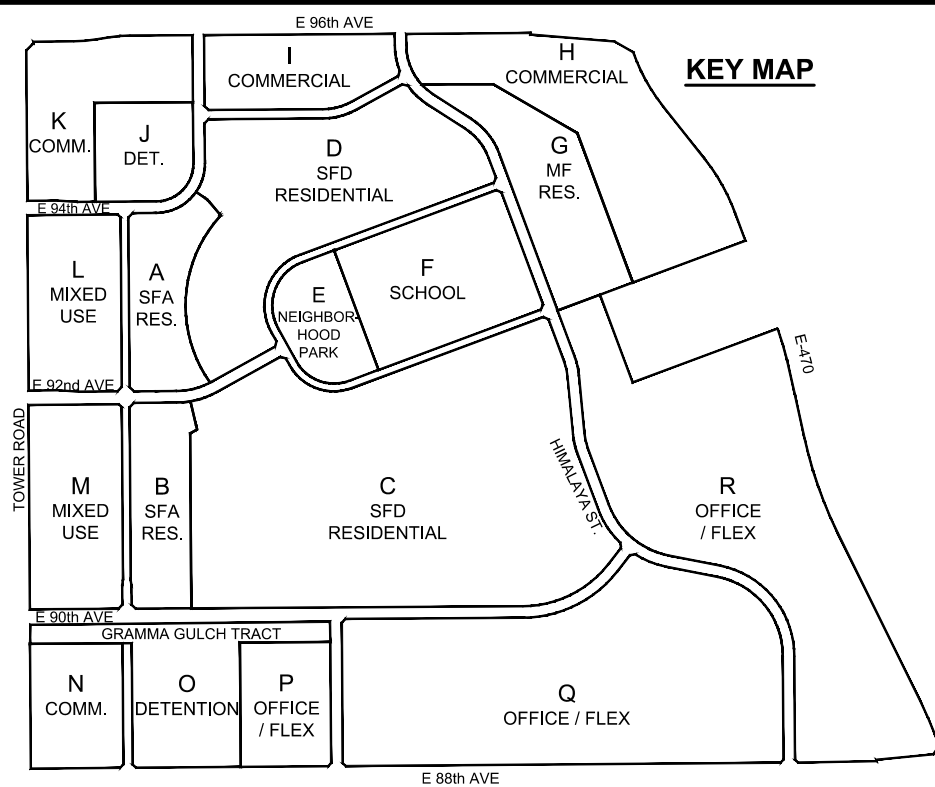 E 96th AVE
KEY MAP
I
COMMERCIAL
H
COMMERCIAL
K
COMM.
J
DET.
D
SFD
RESIDENTIAL
G
MF
RES.
E 94th AVE
L
MIXED
USE
A
SFA
RES.
E
NEIGHBOR-
HOOD
PARK
F
SCHOOL
E 92nd AVE
E-470
TOWER ROAD
M
MIXED
USE
B
SFA
RES.
C
SFD
RESIDENTIAL
HIMALAYA ST.
R
OFFICE
/ FLEX
E 90th AVE
GRAMMA GULCH TRACT
N
COMM.
O
DETENTION
P
OFFICE
/ FLEX
Q
OFFICE / FLEX
E 88th AVE